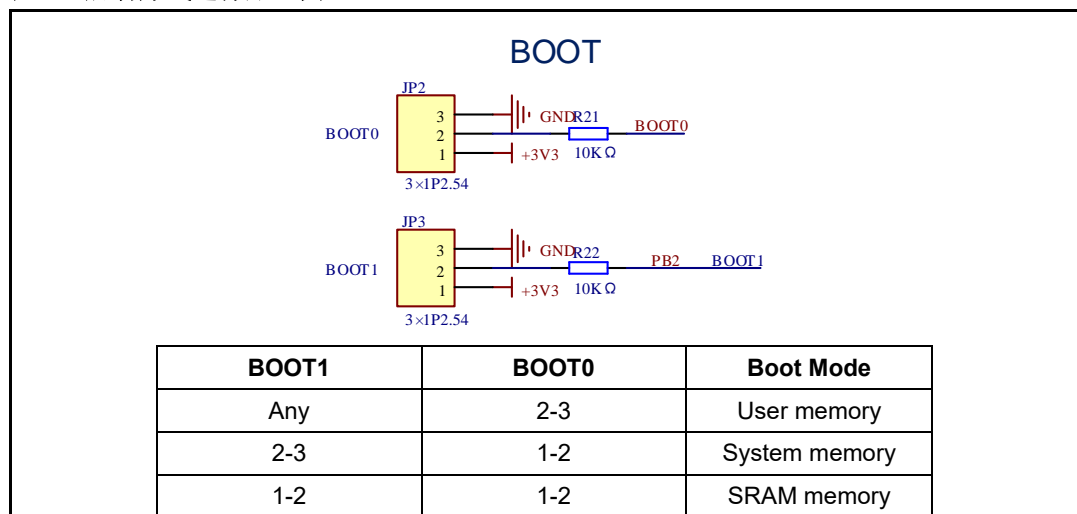 BOOT
JP2
BOOT0
3
2
1
GND
R21
BOOT0
+3V3
10KΩ
3×1P2.54
JP3
BOOT1
3
2
1
GND
R22
PB2
BOOT1
+3V3
10KΩ
3×1P2.54
BOOT1 BOOT0 Boot Mode
Any 2-3 User memory
2-3 1-2 System memory
1-2 1-2 SRAM memory